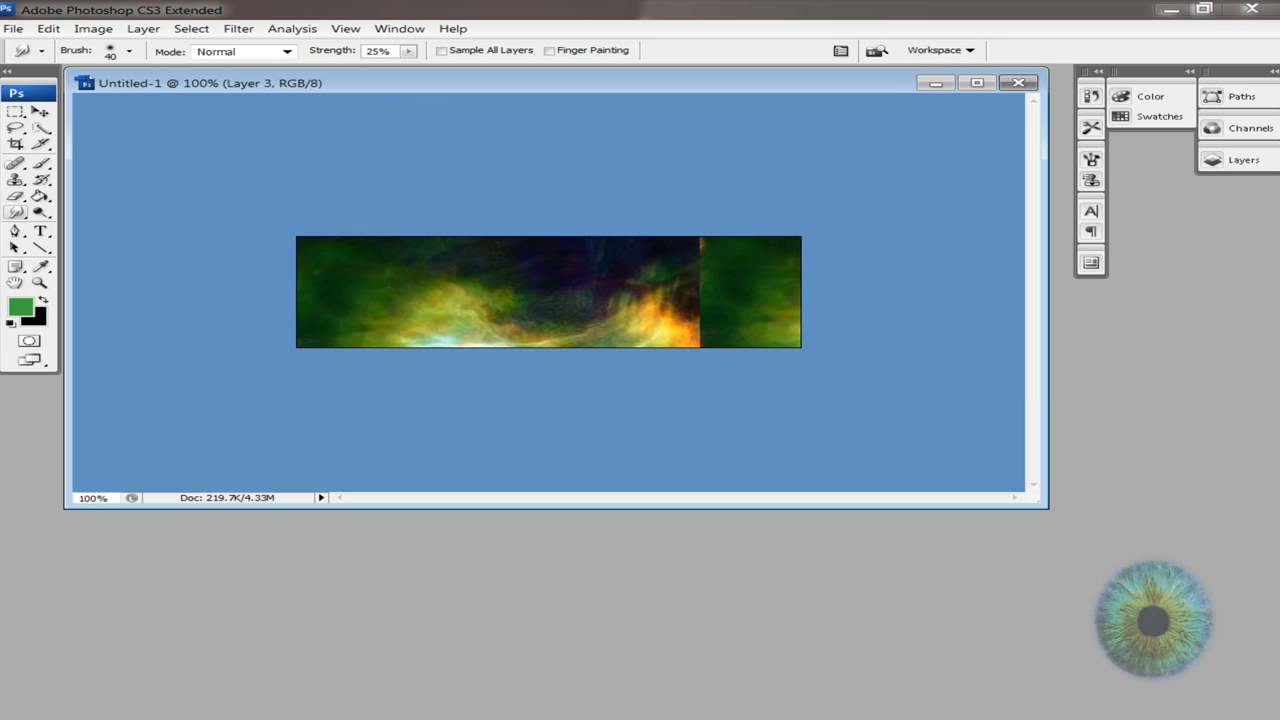 Ps Adobe Photoshop CS3 Extended
File Edit Image Layer Select Filter Analysis View Window Help
Brush: 40 Mode: Normal Strength: 25% Sample All Layers Finger Painting Workspace
Untitled-1 @ 100% (Layer 3, RGB/8)
Ps
T
Color
Swatches
Paths
Channels
Layers
A
100% Doc: 219.7K/4.33M